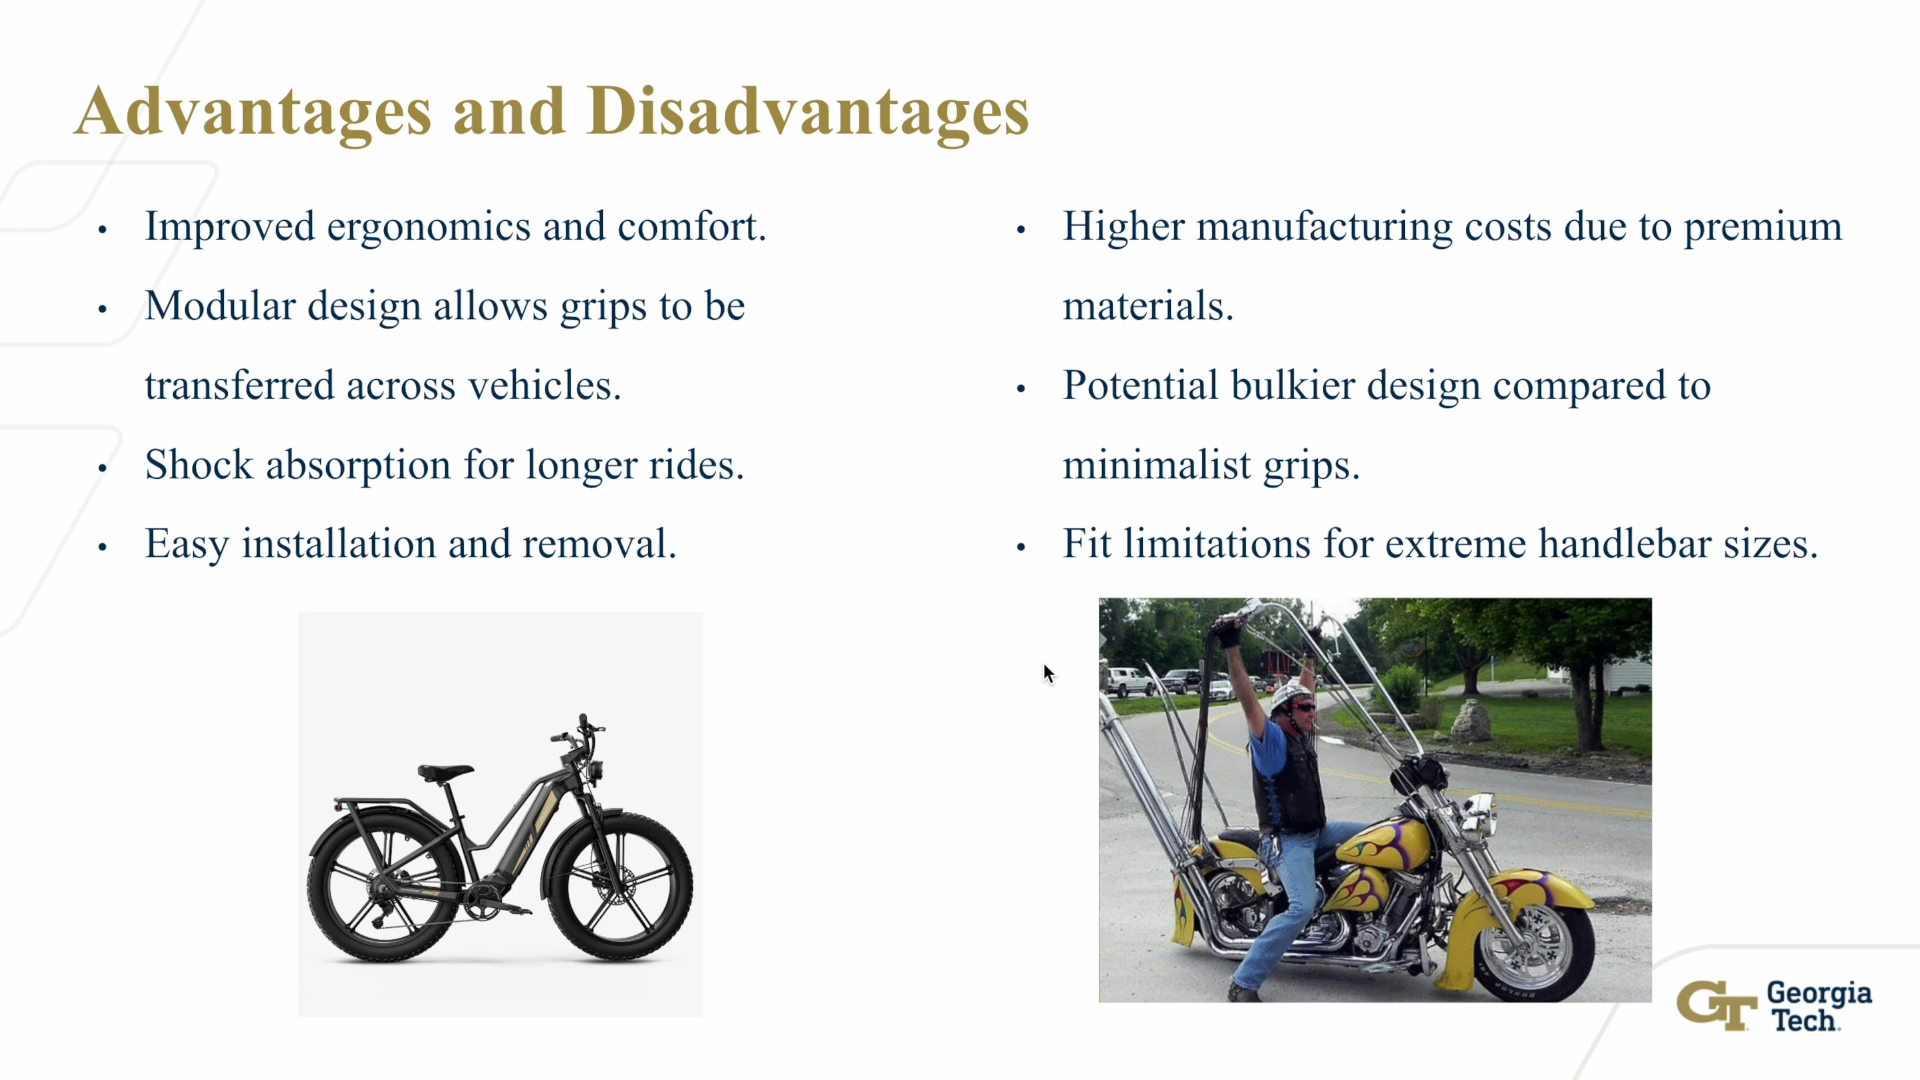 Advantages and Disadvantages
• Improved ergonomics and comfort.
• Modular design allows grips to be
transferred across vehicles.
• Shock absorption for longer rides.
• Easy installation and removal.
• Higher manufacturing costs due to premium
materials.
• Potential bulkier design compared to
minimalist grips.
• Fit limitations for extreme handlebar sizes.
GT Georgia
Tech